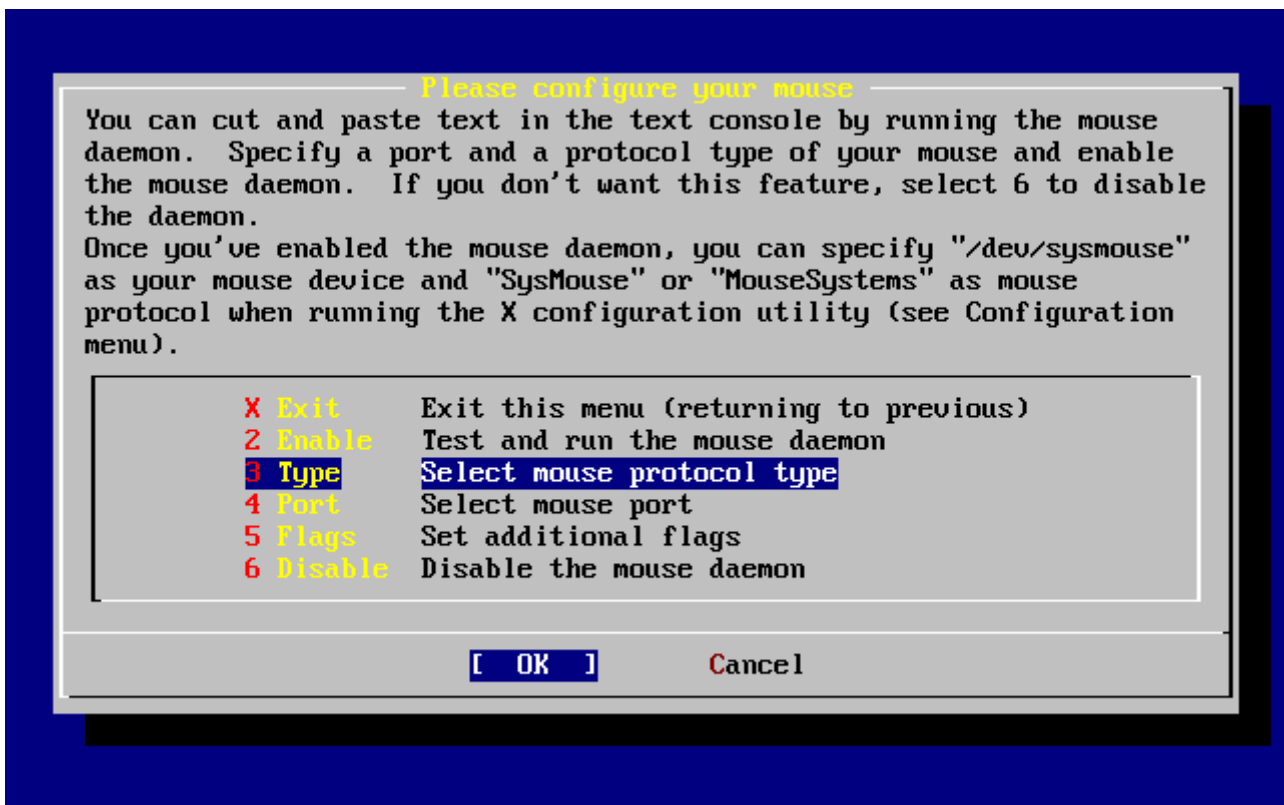 Please configure your mouse
You can cut and paste text in the text console by running the mouse
daemon.  Specify a port and a protocol type of your mouse and enable
the mouse daemon.  If you don't want this feature, select 6 to disable
the daemon.
Once you've enabled the mouse daemon, you can specify "/dev/sysmouse"
as your mouse device and "SysMouse" or "MouseSystems" as mouse
protocol when running the X configuration utility (see Configuration
menu).
X Exit     Exit this menu (returning to previous)
2 Enable   Test and run the mouse daemon
3 Type     Select mouse protocol type
4 Port     Select mouse port
5 Flags    Set additional flags
6 Disable  Disable the mouse daemon
[  OK  ]       Cancel